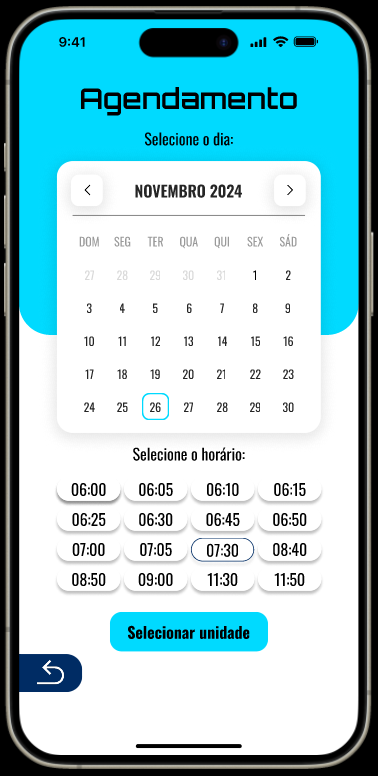 9:41
Agendamento
Selecione o dia:
NOVEMBRO 2024
DOM SEG TER QUA QUI SEX SÁD
27 28 29 30 31 1 2
3 4 5 6 7 8 9
10 11 12 13 14 15 16
17 18 19 20 21 22 23
24 25 26 27 28 29 30
Selecione o horário:
06:00 06:05 06:10 06:15
06:25 06:30 06:45 06:50
07:00 07:05 07:30 08:40
08:50 09:00 11:30 11:50
Selecionar unidade